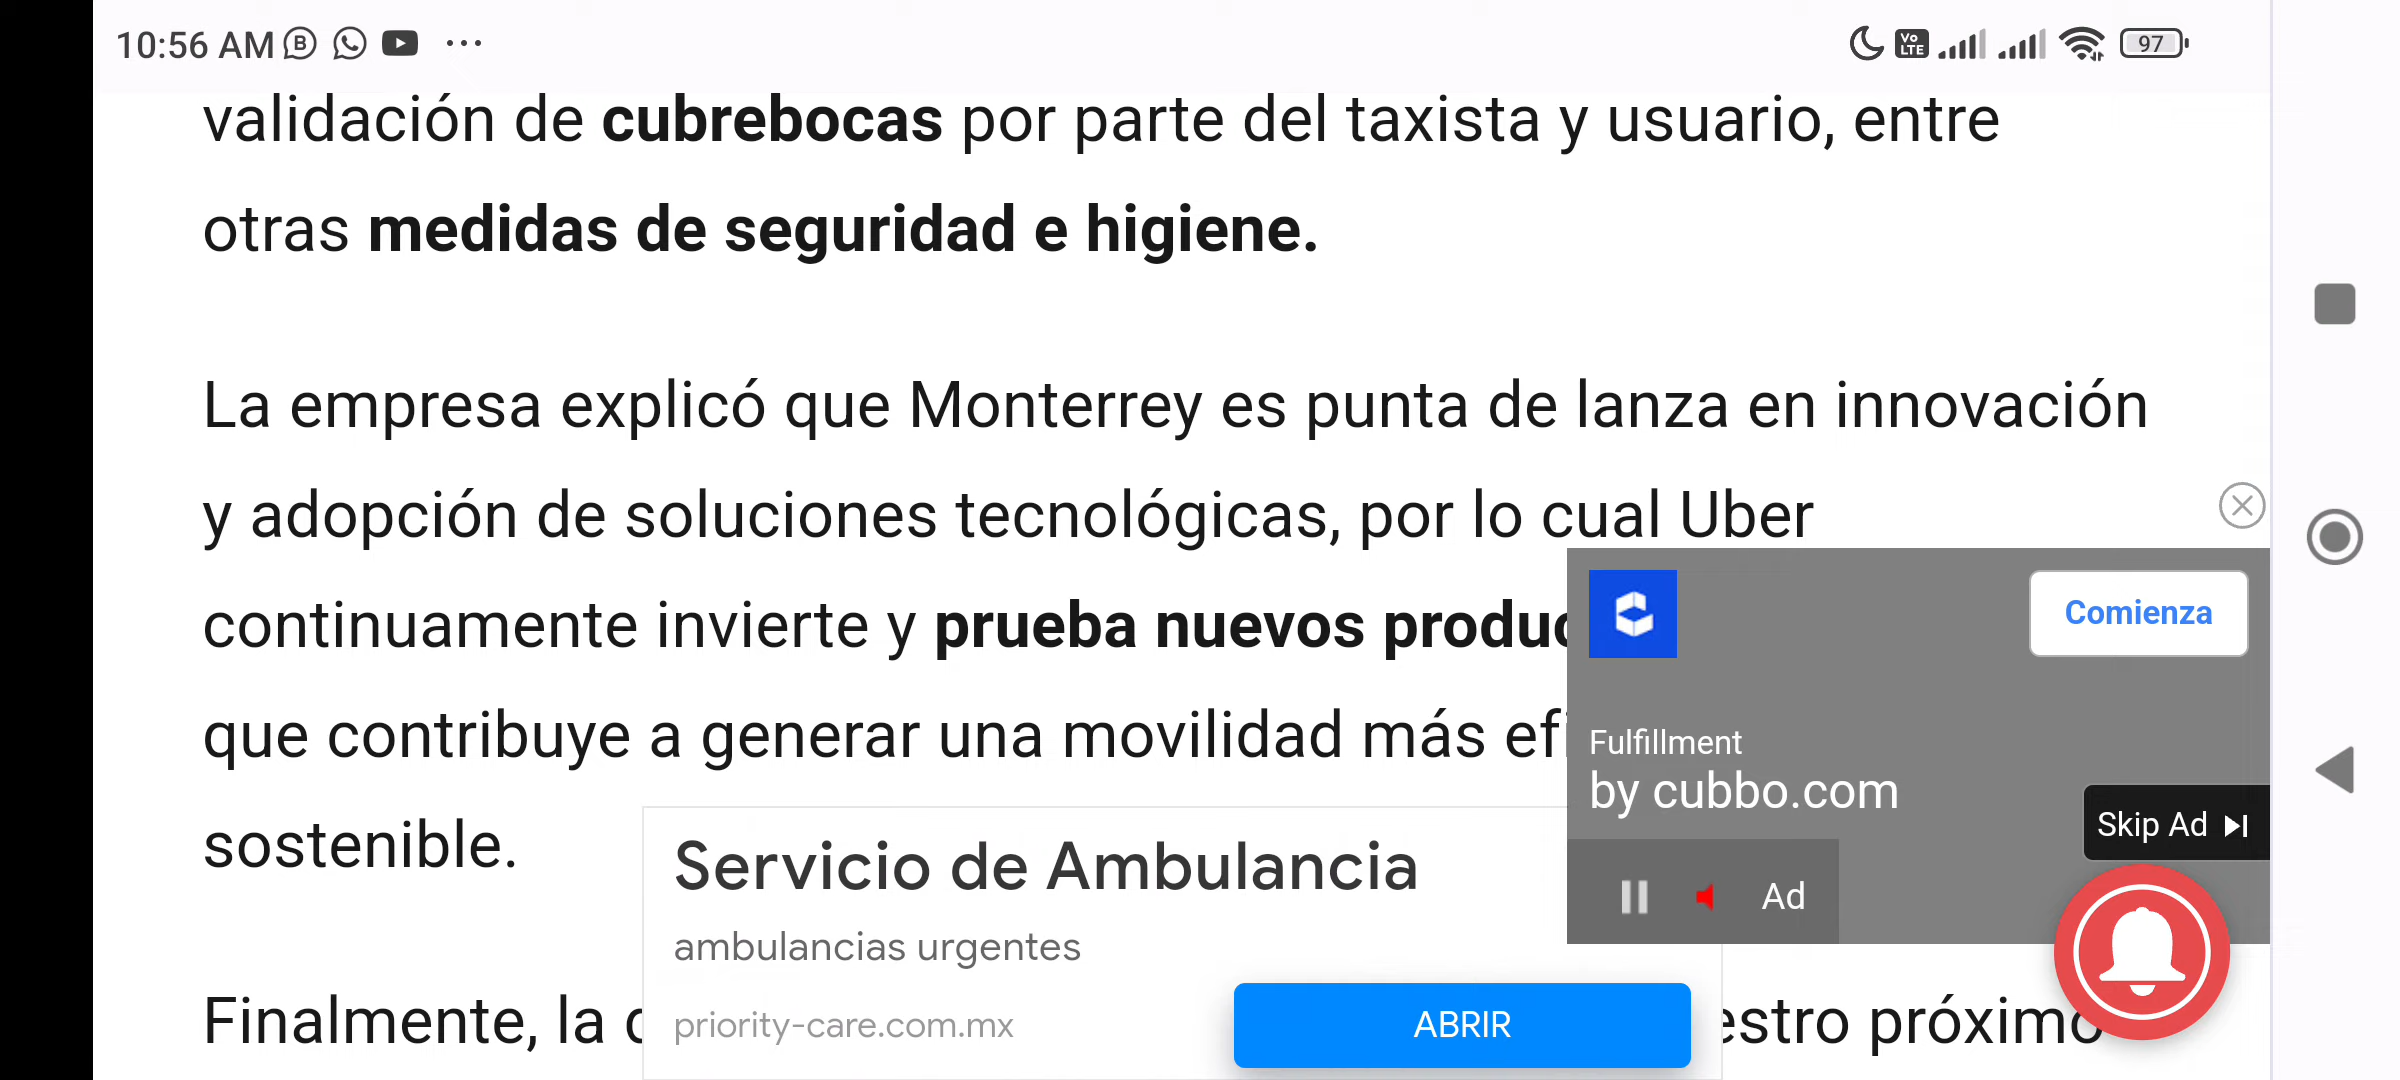 10:56 AM
Vo LTE
97
validación de cubrebocas por parte del taxista y usuario, entre
otras medidas de seguridad e higiene.
La empresa explicó que Monterrey es punta de lanza en innovación
y adopción de soluciones tecnológicas, por lo cual Uber
continuamente invierte y prueba nuevos
que contribuye a generar una movilidad más
sostenible.
Finalmente, la
próximo
Comienza
Fulfillment
by cubbo.com
Skip Ad
Ad
Servicio de Ambulancia
ambulancias urgentes
priority-care.com.mx
ABRIR